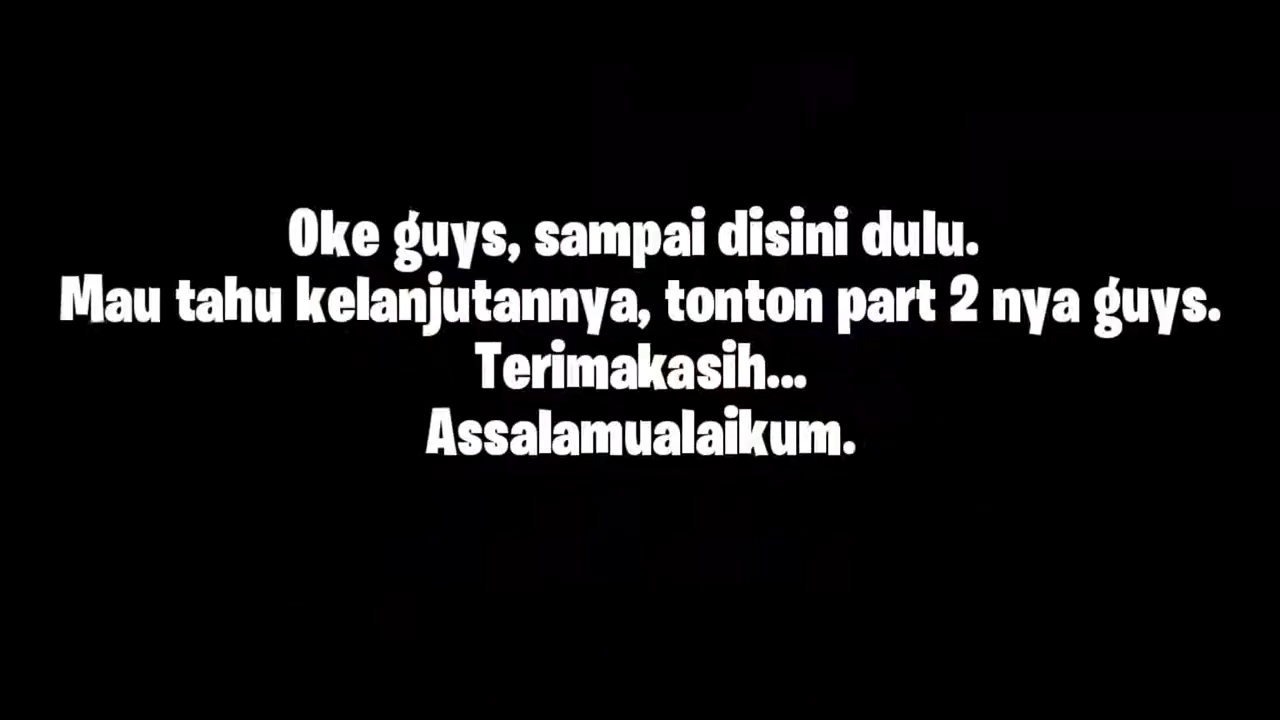 Oke guys, sampai disini dulu.
Mau tahu kelanjutannya, tonton part 2 nya guys.
Terimakasih...
Assalamualaikum.